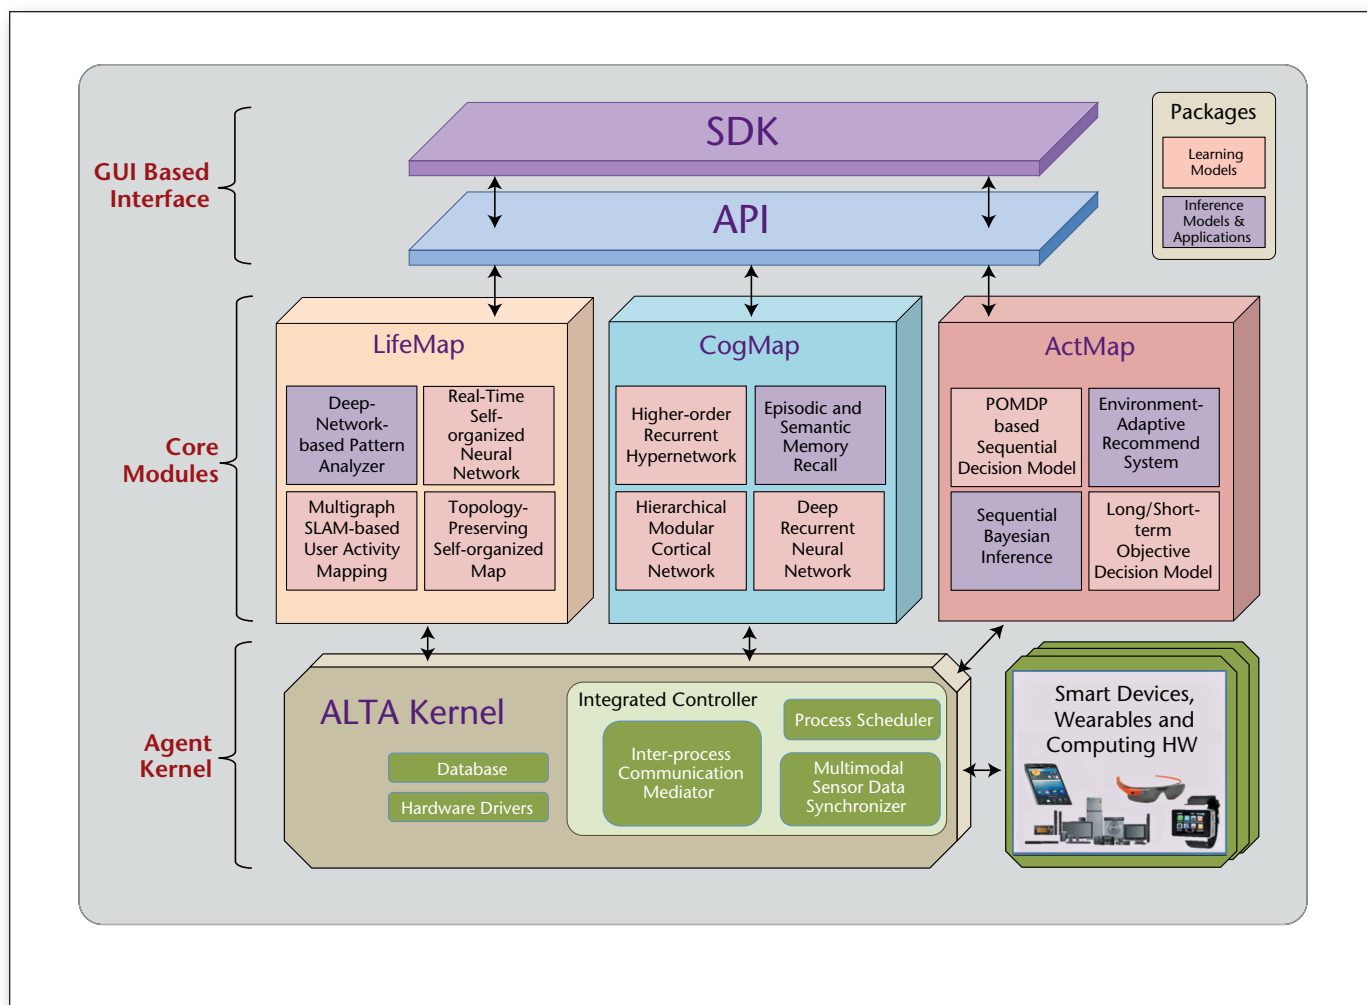 SDK
Packages
Learning
Models
Inference
Models &
Applications
GUI Based
Interface
API
Core
Modules
LifeMap
Deep-
Network-
based Pattern
Analyzer
Real-Time
Self-
organized
Neural
Network
Multigraph
SLAM-based
User Activity
Mapping
Topology-
Preserving
Self-organized
Map
CogMap
Higher-order
Recurrent
Hypernetwork
Episodic and
Semantic
Memory
Recall
Hierarchical
Modular
Cortical
Network
Deep
Recurrent
Neural
Network
ActMap
POMDP
based
Sequential
Decision Model
Environment-
Adaptive
Recommend
System
Sequential
Bayesian
Inference
Long/Short-
term
Objective
Decision Model
Agent
Kernel
ALTA Kernel
Database
Hardware Drivers
Integrated Controller
Inter-process
Communication
Mediator
Process Scheduler
Multimodal
Sensor Data
Synchronizer
Smart Devices,
Wearables and
Computing HW